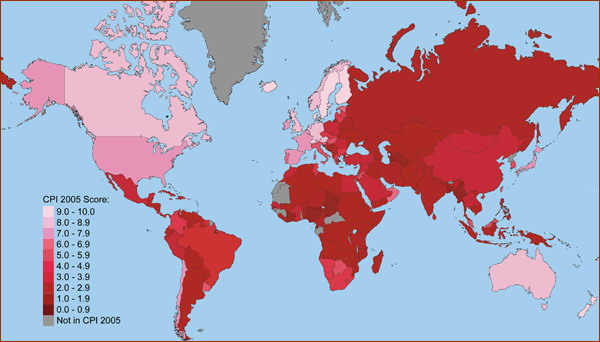 CPI 2005 Score:
9.0 - 10.0
8.0 - 8.9
7.0 - 7.9
6.0 - 6.9
5.0 - 5.9
4.0 - 4.9
3.0 - 3.9
2.0 - 2.9
1.0 - 1.9
0.0 - 0.9
Not in CPI 2005